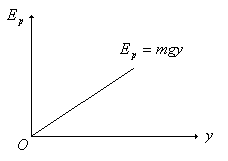 E_p
E_p = mgy
O
y